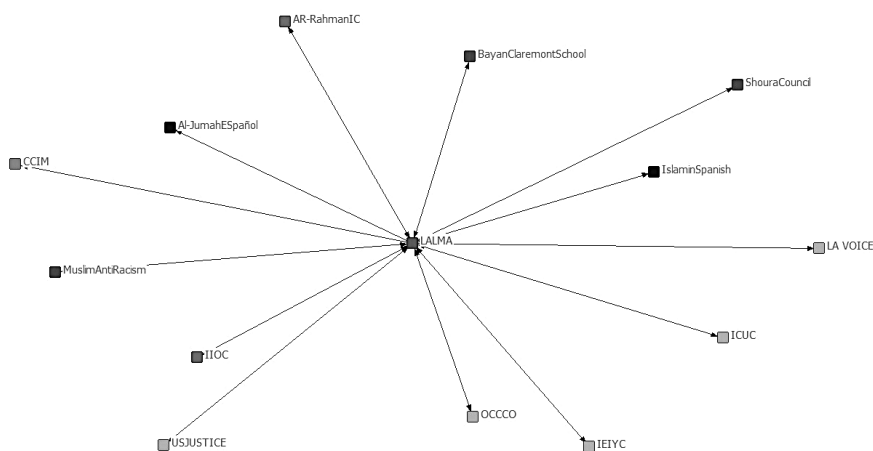 AR-RahmanIC
BayanClaremontSchool
ShouraCouncil
Al-JumahESpañol
CCIM
IslaminSpanish
LALMA
LA VOICE
MuslimAntiRacism
ICUC
IIOC
OCCCO
USJUSTICE
IEIYC